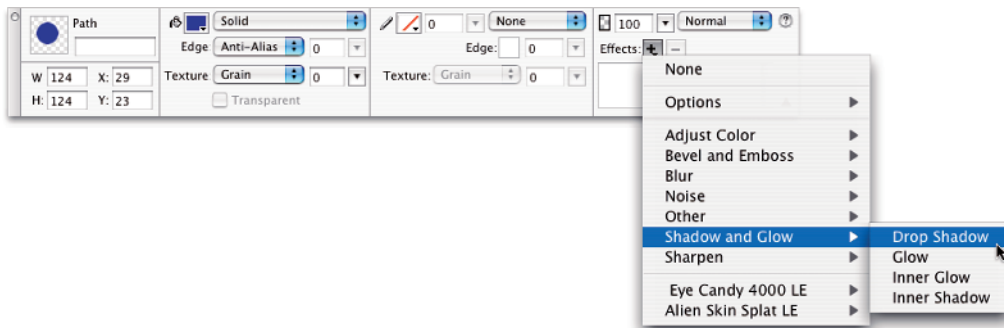 Path
W 124 X: 29
H: 124 Y: 23
Solid
Edge Anti-Alias 0
Texture Grain 0
Transparent
0 None
Edge: 0
Texture: Grain 0
100 Normal ?
Effects: + −
None
Options
Adjust Color
Bevel and Emboss
Blur
Noise
Other
Shadow and Glow
Sharpen
Eye Candy 4000 LE
Alien Skin Splat LE
Drop Shadow
Glow
Inner Glow
Inner Shadow